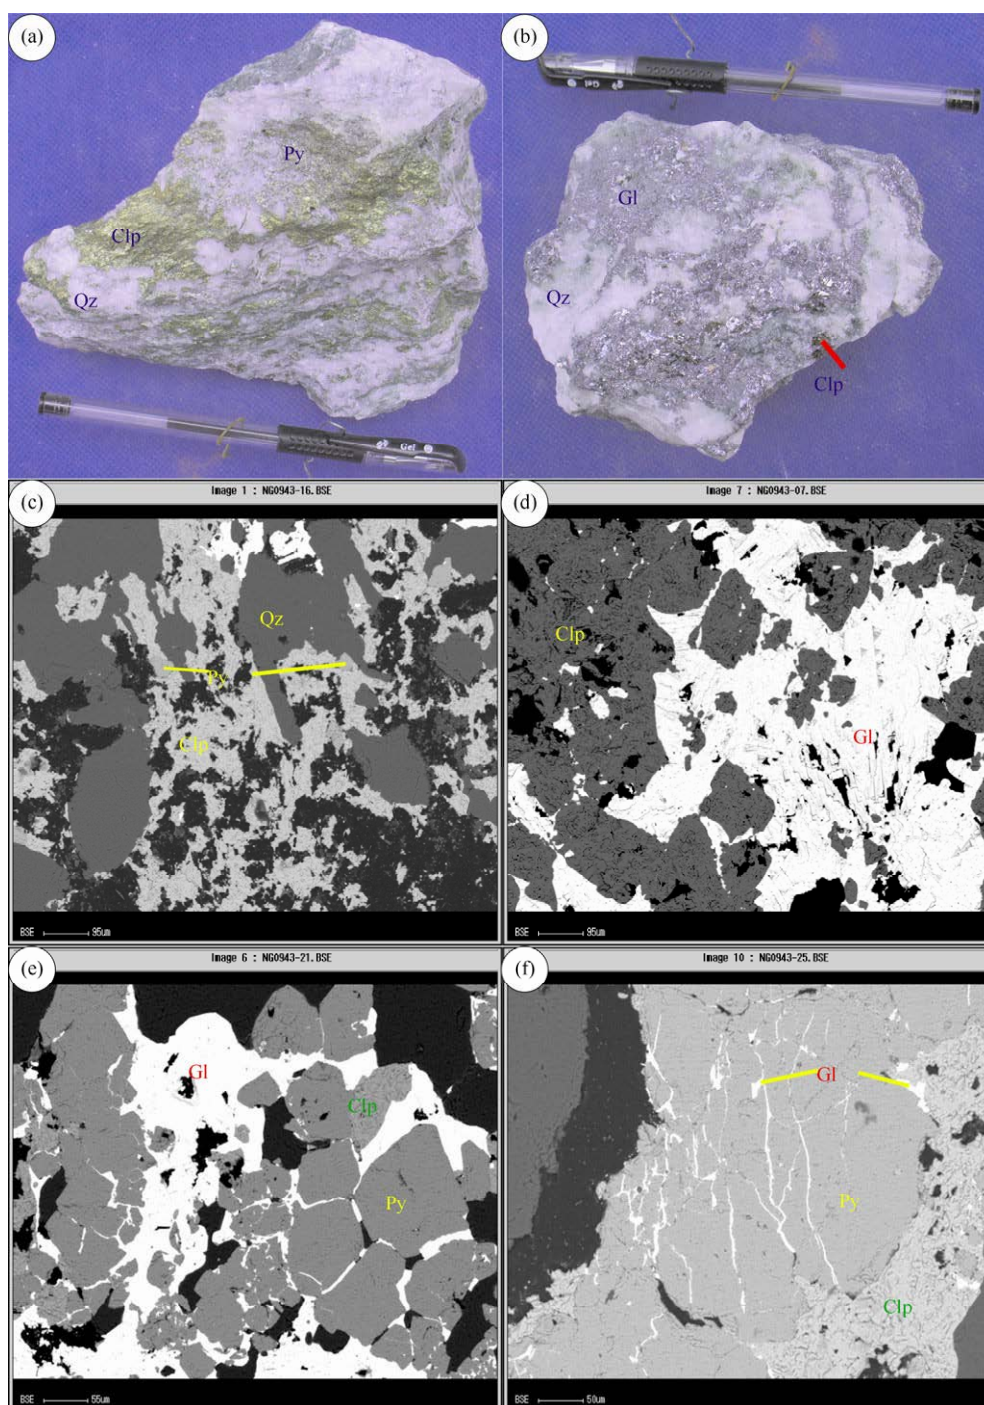 (a)
Py
Clp
Qz
Gel
(b)
Gel
Gl
Qz
Clp
(c)
Image 1 : NG0943-16.BSE
Qz
Py
Clp
BSE 95um
(d)
Image 7 : NG0943-07.BSE
Clp
Gl
BSE 95um
(e)
Image 6 : NG0943-21.BSE
Gl
Clp
Py
BSE 55um
(f)
Image 10 : NG0943-25.BSE
Gl
Py
Clp
BSE 50um